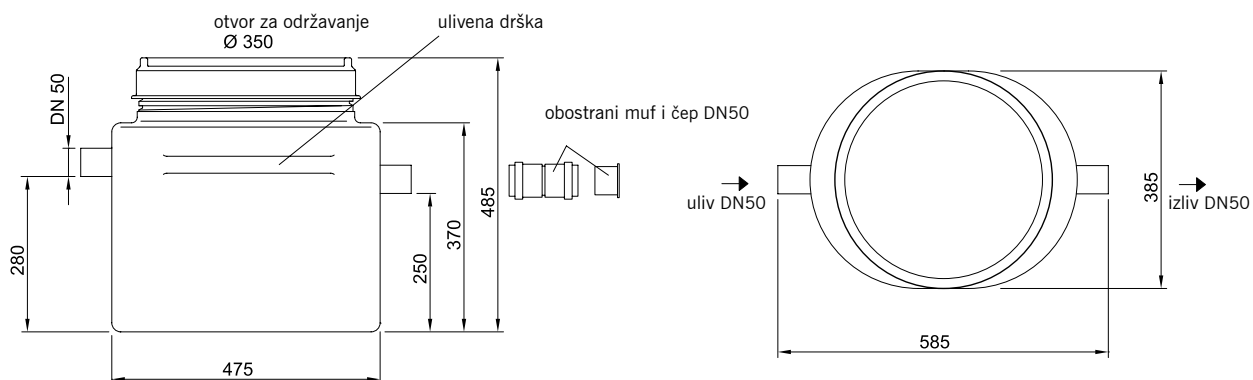 otvor za održavanje
Ø 350
ulivena drška
DN 50
obostrani muf i čep DN50
280
250
370
485
475
uliv DN50
izliv DN50
385
585